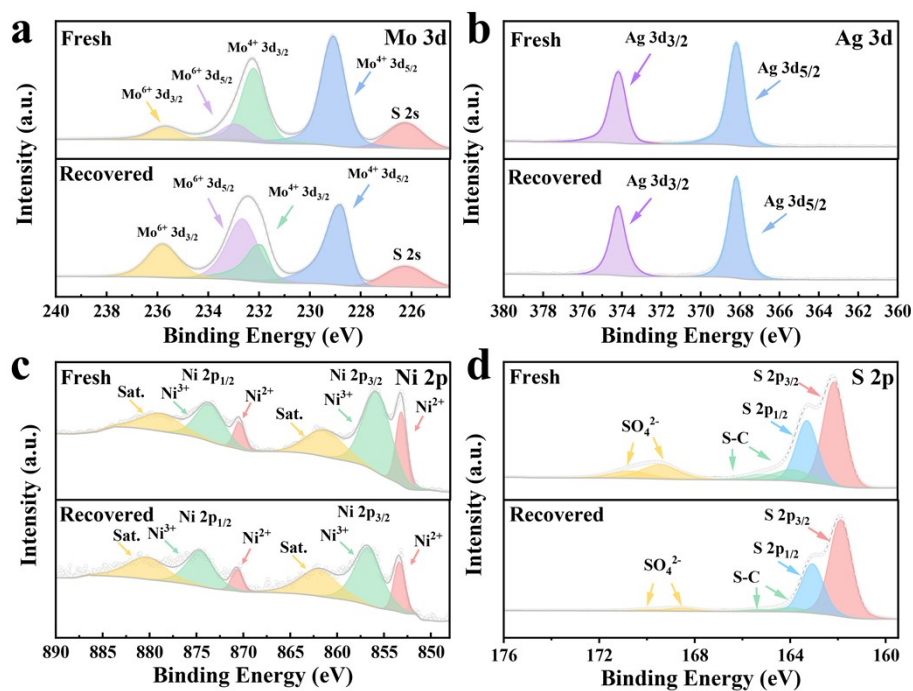 a
Fresh
Mo 3d
Mo⁴⁺ 3d₃/₂
Mo⁶⁺ 3d₅/₂
Mo⁶⁺ 3d₃/₂
Mo⁴⁺ 3d₅/₂
S 2s
Recovered
Mo⁶⁺ 3d₅/₂
Mo⁴⁺ 3d₃/₂
Mo⁴⁺ 3d₅/₂
Mo⁶⁺ 3d₃/₂
S 2s
Intensity (a.u.)
240 236 234 232 230 228 226
Binding Energy (eV)
b
Fresh
Ag 3d
Ag 3d₃/₂
Ag 3d₅/₂
Recovered
Ag 3d₃/₂
Ag 3d₅/₂
Intensity (a.u.)
380 378 376 374 372 370 368 366 364 362 360
Binding Energy (eV)
c
Fresh
Ni 2p
Ni 2p₁/₂
Ni 2p₃/₂
Sat.
Ni³⁺
Ni²⁺
Sat.
Ni³⁺
Ni²⁺
Recovered
Ni 2p₁/₂
Ni 2p₃/₂
Sat.
Ni³⁺
Ni²⁺
Sat.
Ni³⁺
Ni²⁺
Intensity (a.u.)
890 880 875 870 865 860 855 850
Binding Energy (eV)
d
Fresh
S 2p
S 2p₃/₂
S 2p₁/₂
SO₄²⁻
S-C
Recovered
S 2p₃/₂
S 2p₁/₂
SO₄²⁻
S-C
Intensity (a.u.)
176 172 168 164 160
Binding Energy (eV)